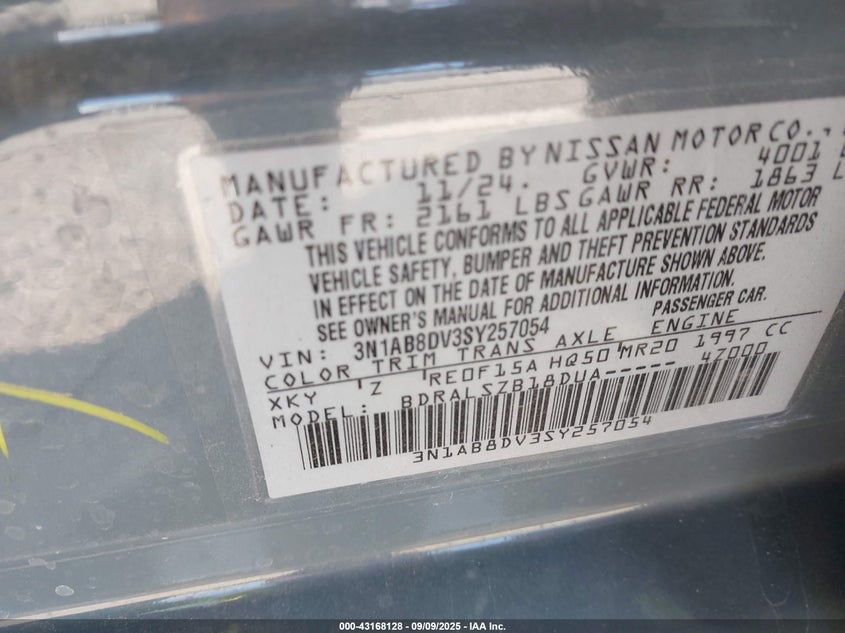 MANUFACTURED BY NISSAN MOTOR CO.,
DATE: 11/24. GVWR: 4001
GAWR FR: 2161 LBS GAWR RR: 1863 L
THIS VEHICLE CONFORMS TO ALL APPLICABLE FEDERAL MOTOR
VEHICLE SAFETY, BUMPER AND THEFT PREVENTION STANDARDS
IN EFFECT ON THE DATE OF MANUFACTURE SHOWN ABOVE.
SEE OWNER'S MANUAL FOR ADDITIONAL INFORMATION.
VIN: 3N1AB8DV3SY257054 PASSENGER CAR.
COLOR TRIM TRANS AXLE ENGINE
XKY Z RE0F15A HQ50 MR20 1997 CC
MODEL: BDRALSZB18DUA----- 47000
3N1AB8DV3SY257054
000-43168128 - 09/09/2025 - IAA Inc.